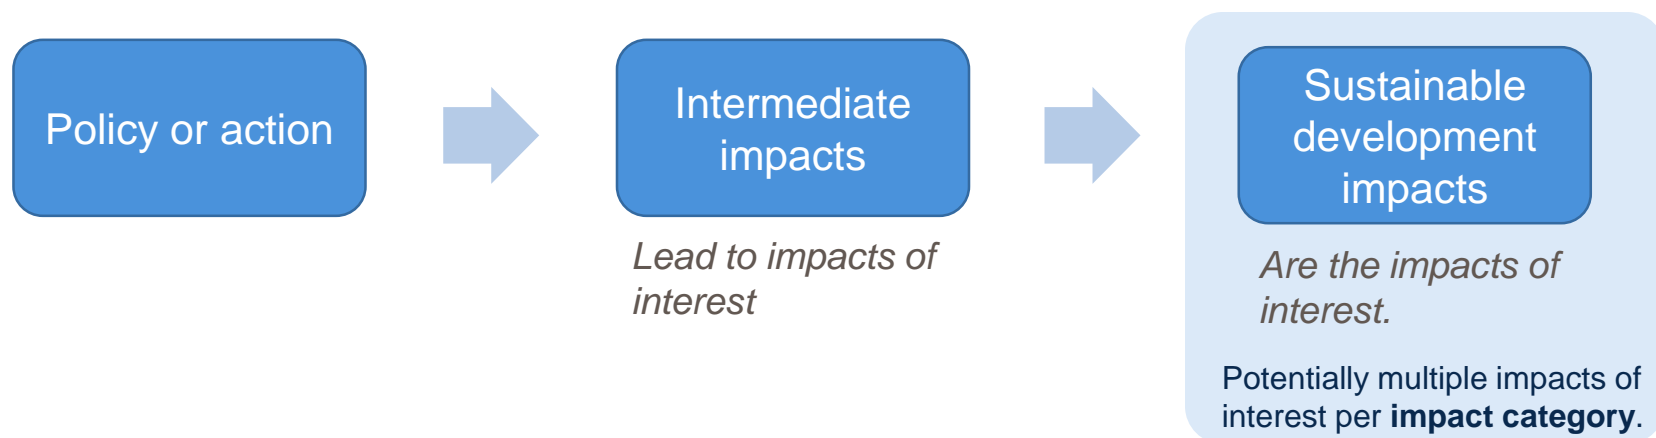 Policy or action
Intermediate
impacts
Lead to impacts of
interest
Sustainable
development
impacts
Are the impacts of
interest.
Potentially multiple impacts of
interest per impact category.